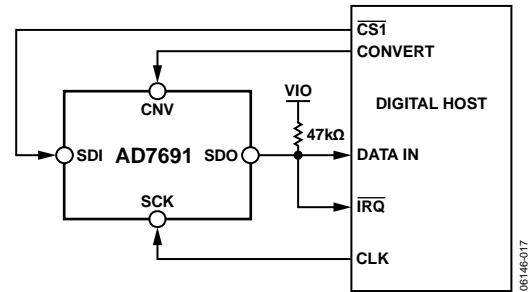 CS1
CONVERT
VIO
DIGITAL HOST
CNV
47kΩ
SDI AD7691 SDO
DATA IN
SCK
IRQ
CLK
06146-017